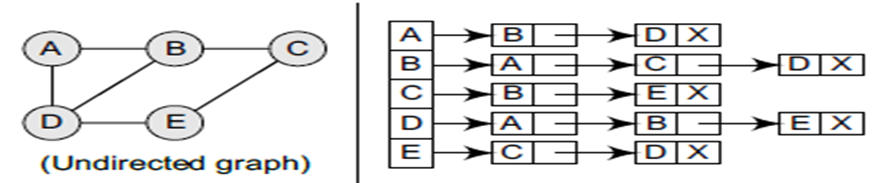 A B C
D E
(Undirected graph)
A B D X
B A C D X
C B E X
D A B E X
E C D X